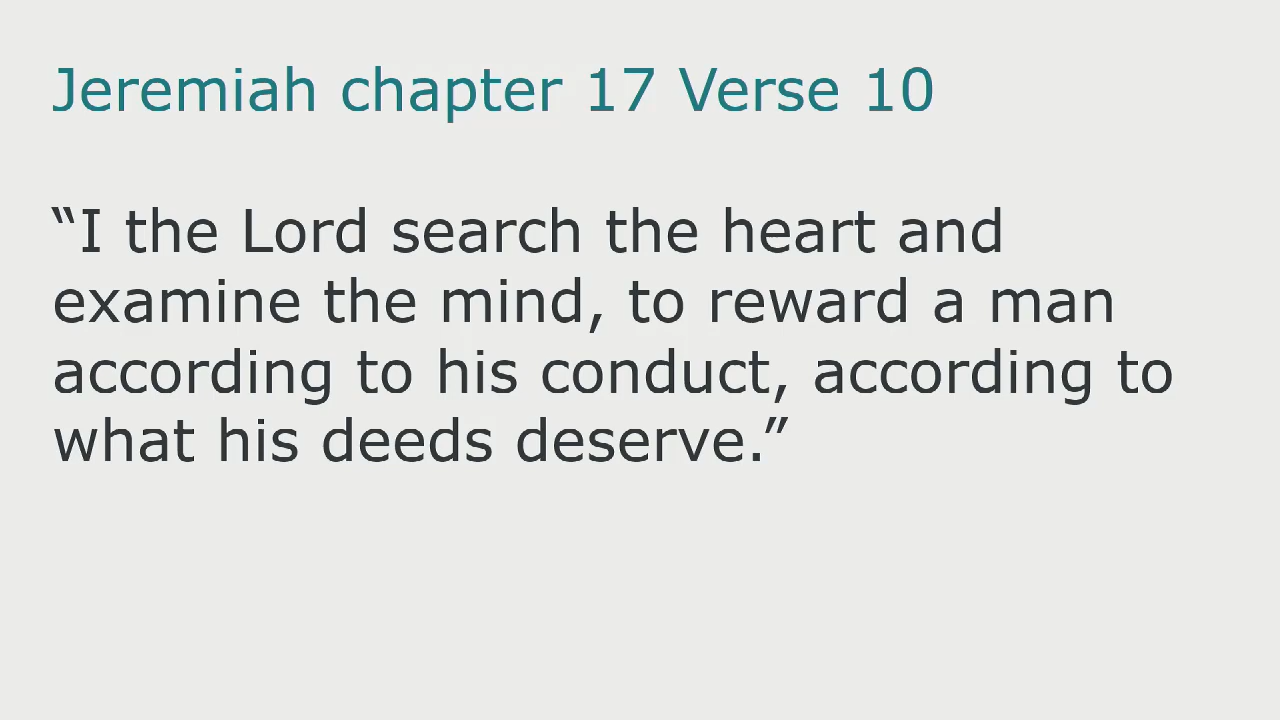 Jeremiah chapter 17 Verse 10
“I the Lord search the heart and
examine the mind, to reward a man
according to his conduct, according to
what his deeds deserve.”